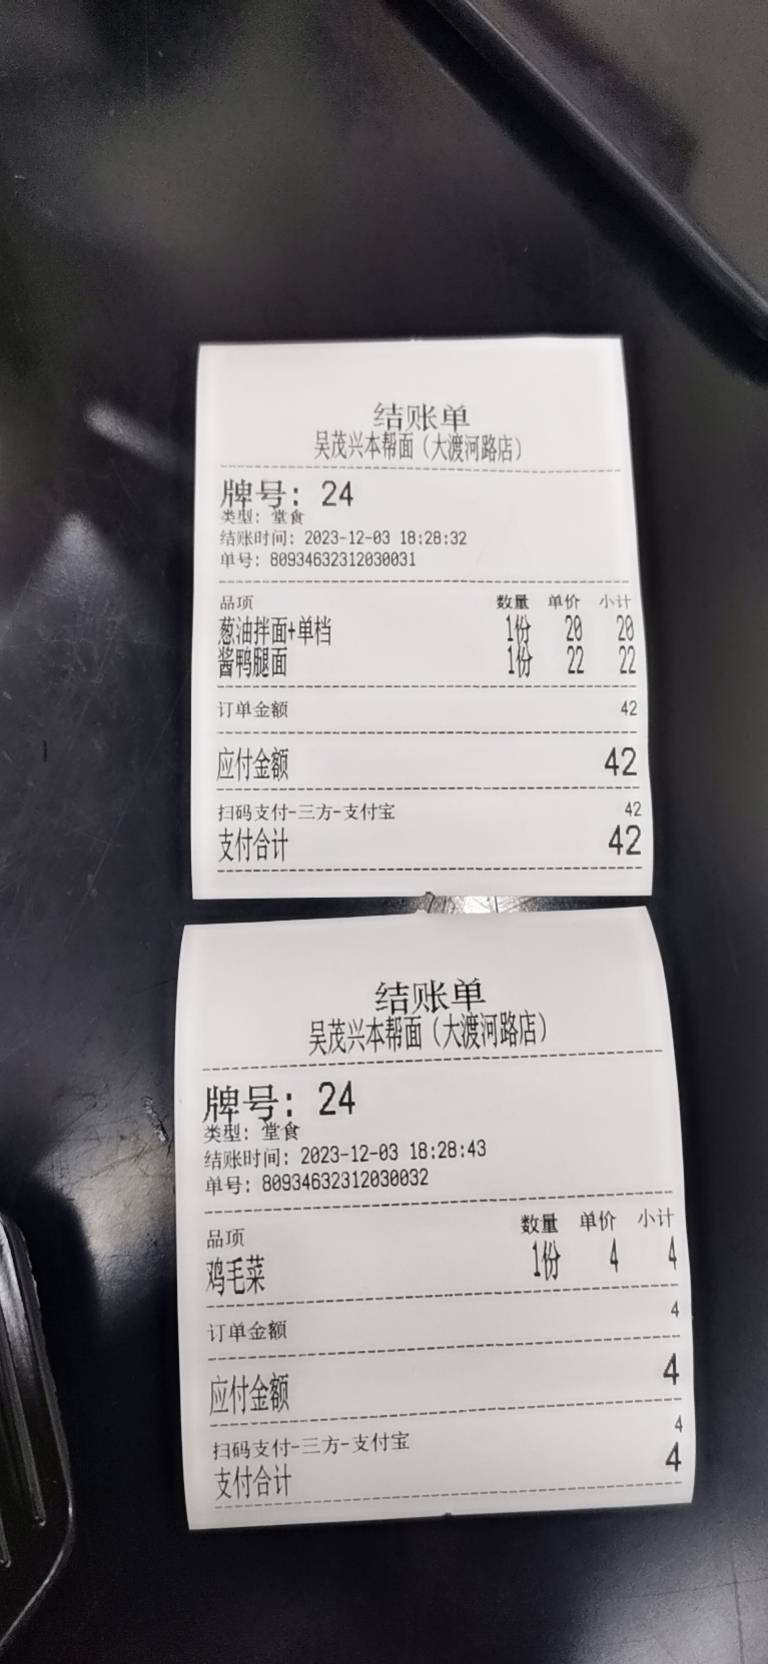 结账单
吴茂兴本帮面（大渡河路店）
牌号: 24
类型: 堂食
结账时间: 2023-12-03 18:28:32
单号: 80934632312030031
品项 数量 单价 小计
葱油拌面+单档 1份 20 20
酱鸭腿面 1份 22 22
订单金额 42
应付金额 42
扫码支付-三方-支付宝 42
支付合计 42
结账单
吴茂兴本帮面（大渡河路店）
牌号: 24
类型: 堂食
结账时间: 2023-12-03 18:28:43
单号: 80934632312030032
品项 数量 单价 小计
鸡毛菜 1份 4 4
订单金额 4
应付金额 4
扫码支付-三方-支付宝 4
支付合计 4